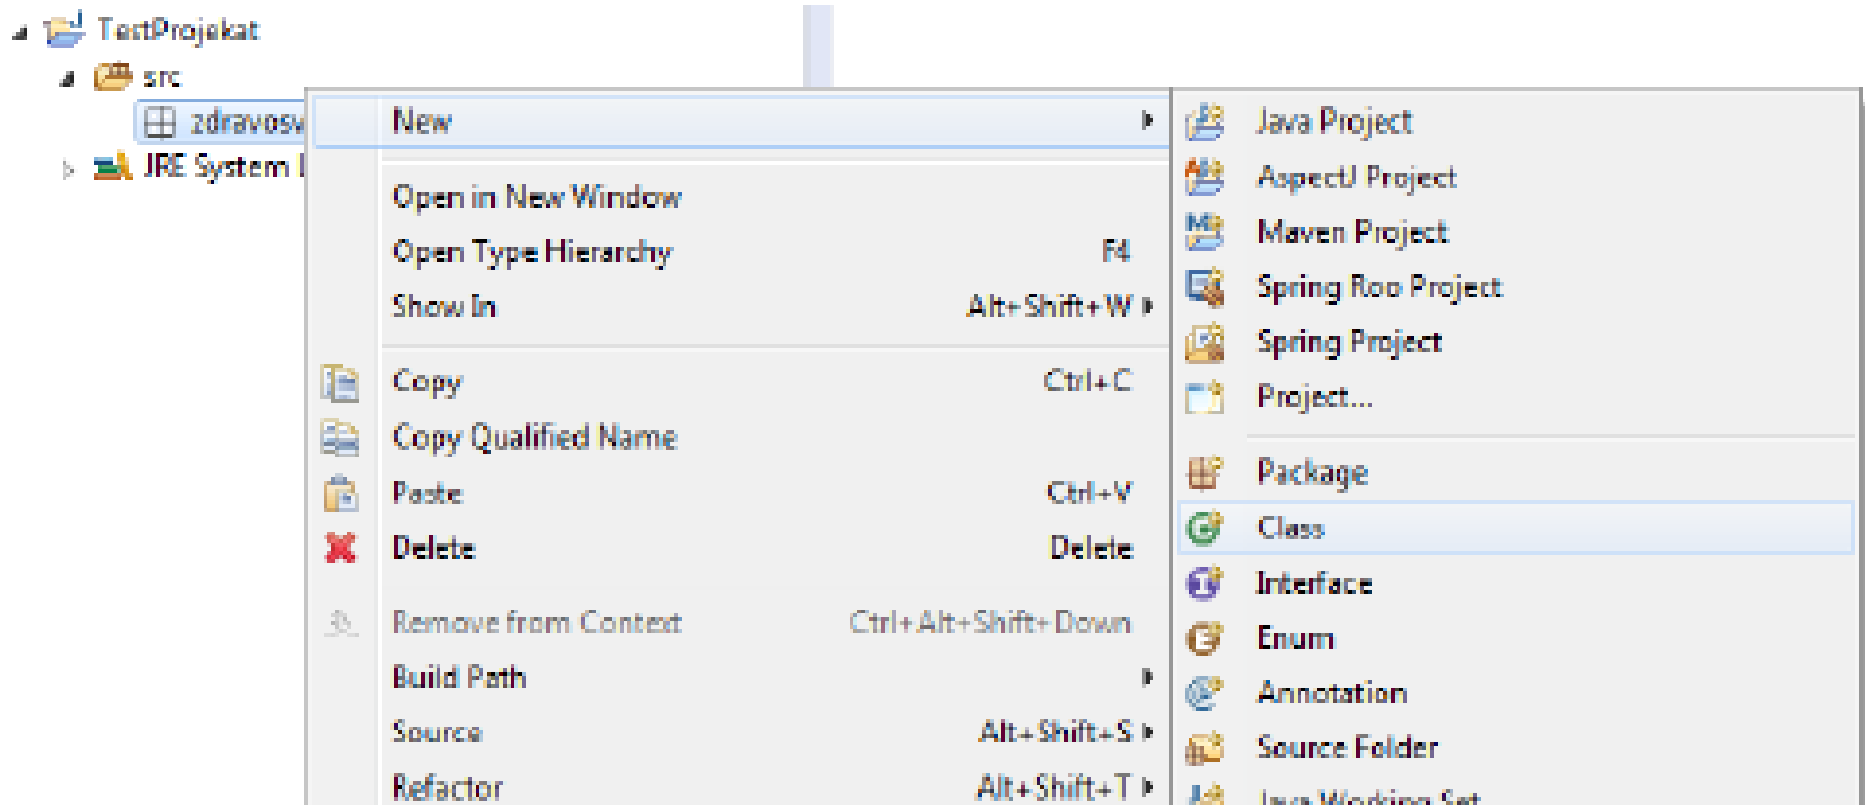 TestProjekat
src
zdravosv
JRE System
New
Open in New Window
Open Type Hierarchy F4
Show In Alt+Shift+W
Copy Ctrl+C
Copy Qualified Name
Paste Ctrl+V
Delete Delete
Remove from Context Ctrl+Alt+Shift+Down
Build Path
Source Alt+Shift+S
Refactor Alt+Shift+T
Java Project
AspectJ Project
Maven Project
Spring Roo Project
Spring Project
Project...
Package
Class
Interface
Enum
Annotation
Source Folder
Java Working Set